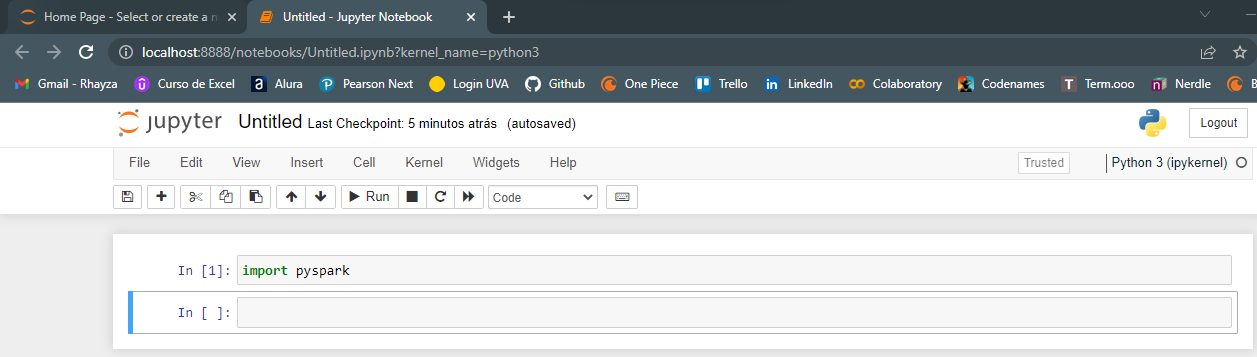 Home Page - Select or create a n
Untitled - Jupyter Notebook
localhost:8888/notebooks/Untitled.ipynb?kernel_name=python3
Gmail - Rhayza Curso de Excel Alura Pearson Next Login UVA Github One Piece Trello LinkedIn Colaboratory Codenames Term.ooo Nerdle B
jupyter Untitled Last Checkpoint: 5 minutos atrás (autosaved) Logout
File Edit View Insert Cell Kernel Widgets Help Trusted Python 3 (ipykernel)
Run Code
In [1]: import pyspark
In [ ]: